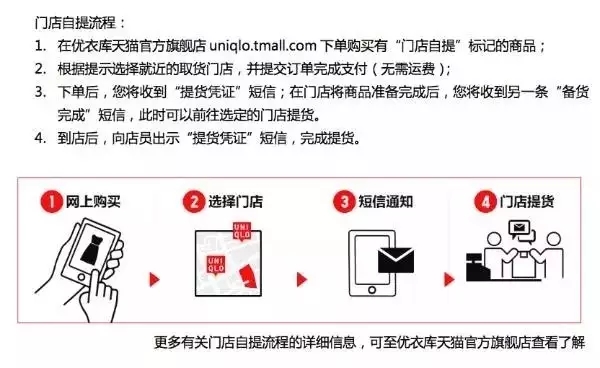 门店自提流程：
1. 在优衣库天猫官方旗舰店 uniqlo.tmall.com 下单购买有“门店自提”标记的商品；
2. 根据提示选择就近的取货门店，并提交订单完成支付（无需运费）；
3. 下单后，您将收到“提货凭证”短信；在门店将商品准备完成后，您将收到另一条“备货
完成”短信，此时可以前往选定的门店提货。
4. 到店后，向店员出示“提货凭证”短信，完成提货。
1 网上购买
2 选择门店
3 短信通知
4 门店提货
UNI
QLO
UNI
QLO
更多有关门店自提流程的详细信息，可至优衣库天猫官方旗舰店查看了解